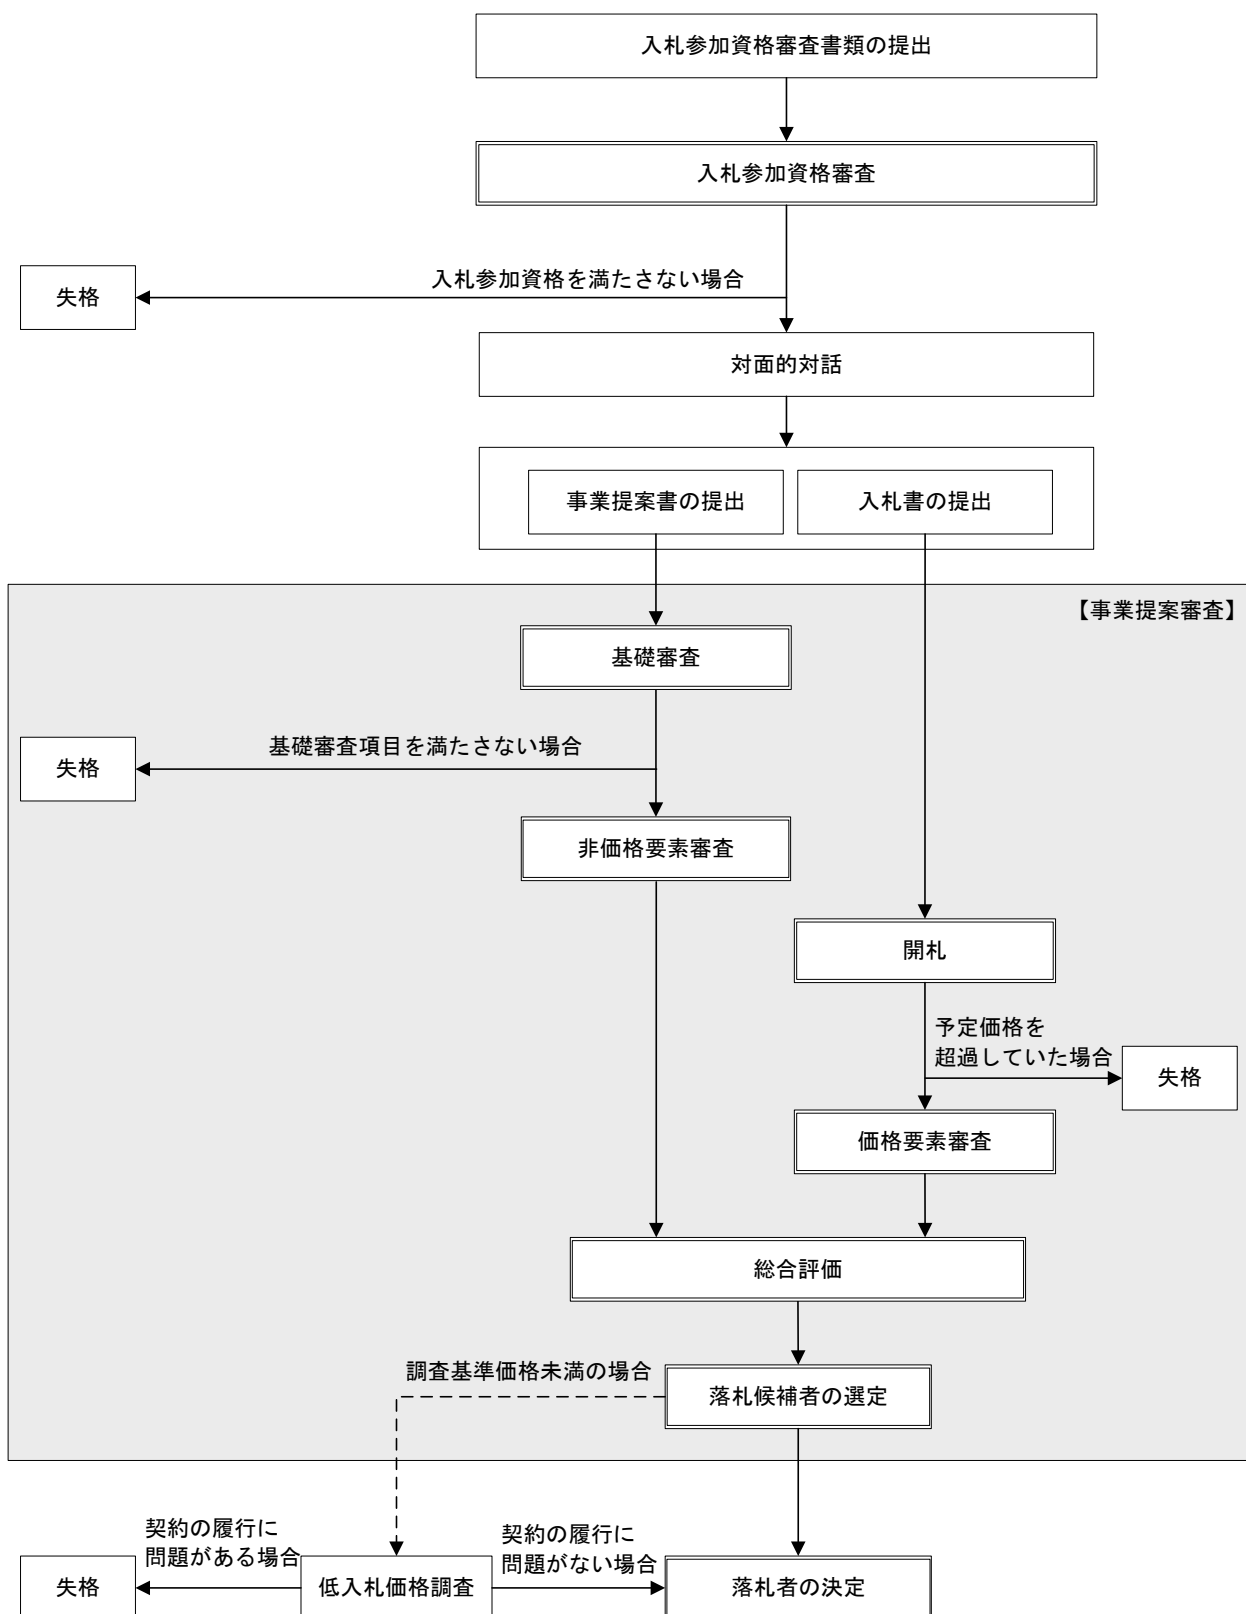 入札参加資格審査書類の提出
入札参加資格審査
入札参加資格を満たさない場合
失格
対面的対話
事業提案書の提出
入札書の提出
【事業提案審査】
基礎審査
基礎審査項目を満たさない場合
失格
非価格要素審査
開札
予定価格を
超過していた場合
失格
価格要素審査
総合評価
調査基準価格未満の場合
落札候補者の選定
契約の履行に
問題がある場合
契約の履行に
問題がない場合
失格
低入札価格調査
落札者の決定